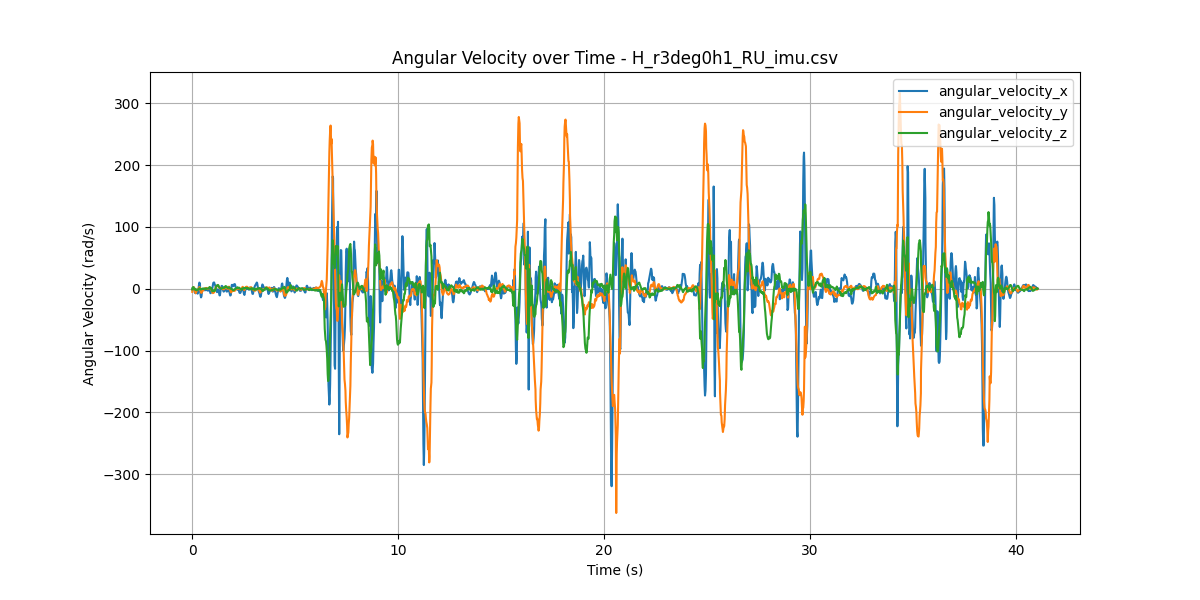 Angular Velocity over Time - H_r3deg0h1_RU_imu.csv
angular_velocity_x
angular_velocity_y
angular_velocity_z
Angular Velocity (rad/s)
300
200
100
0
−100
−200
−300
0 10 20 30 40
Time (s)